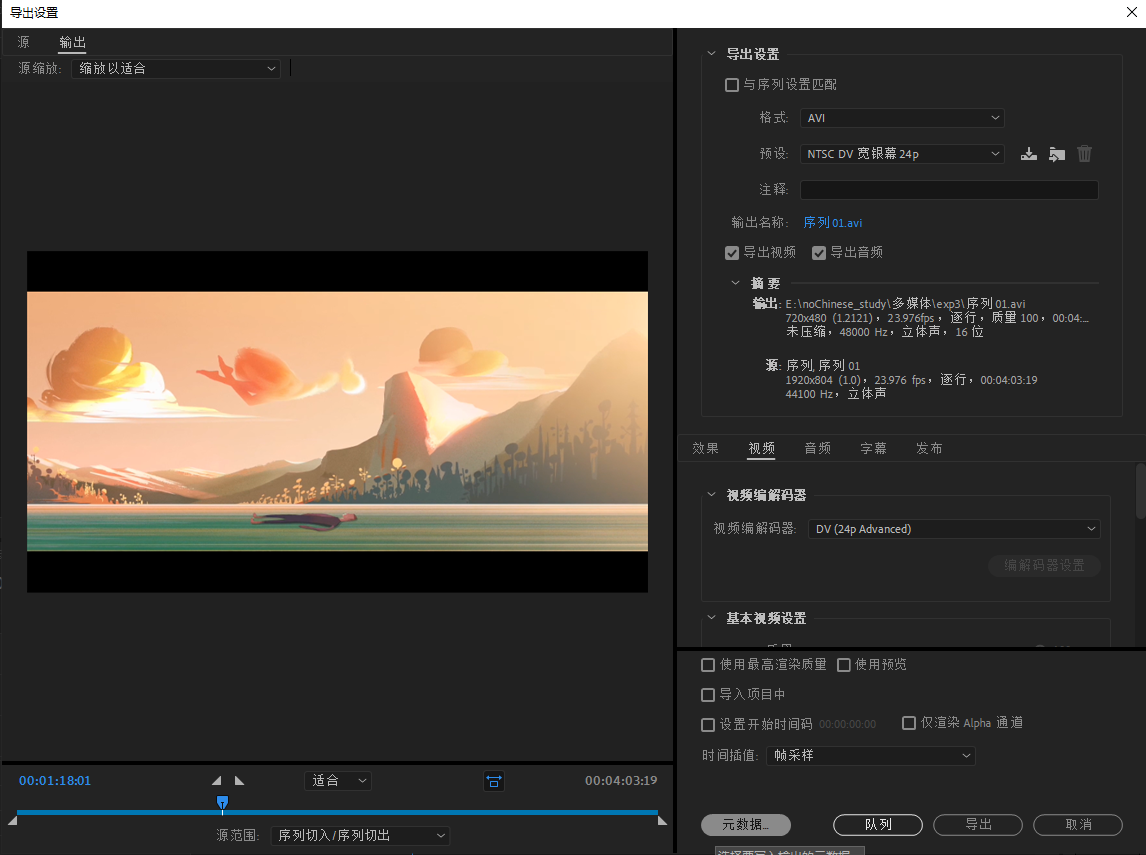 导出设置
源 输出
源缩放: 缩放以适合
导出设置
与序列设置匹配
格式: AVI
预设: NTSC DV 宽银幕 24p
注释:
输出名称: 序列 01.avi
导出视频 导出音频
摘要
输出: E:\noChinese_study\多媒体\exp3\序列 01.avi
720x480 (1.2121)，23.976fps，逐行，质量 100，00:04:...
未压缩，48000 Hz，立体声，16 位
源: 序列, 序列 01
1920x804 (1.0)，23.976 fps，逐行，00:04:03:19
44100 Hz，立体声
效果 视频 音频 字幕 发布
视频编解码器
视频编解码器: DV (24p Advanced)
编解码器设置
基本视频设置
使用最高渲染质量 使用预览
导入项目中
设置开始时间码 00:00:00:00 仅渲染 Alpha 通道
时间插值: 帧采样
00:01:18:01 适合 00:04:03:19
源范围: 序列切入/序列切出
元数据... 队列 导出 取消